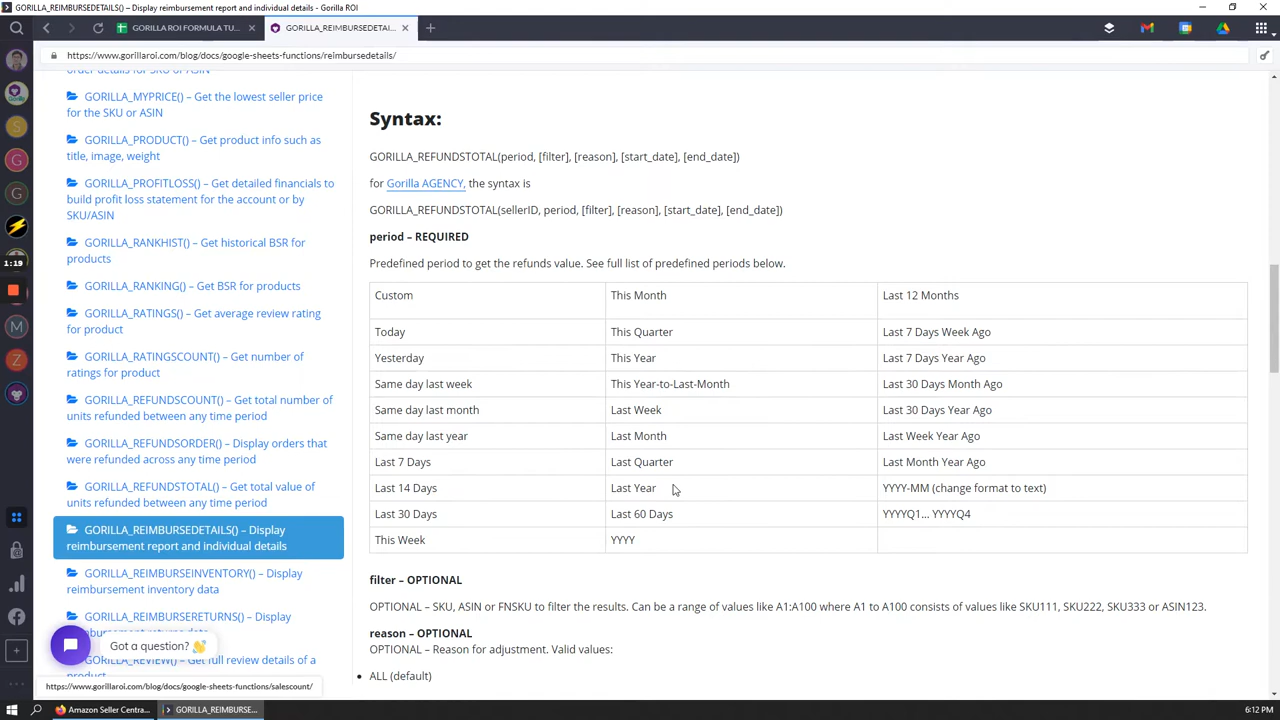 GORILLA_REIMBURSEDETAILS() – Display reimbursement report and individual details - Gorilla ROI
GORILLA ROI FORMULA TU...
GORILLA_REIMBURSEDETAI...
https://www.gorillaroi.com/blog/docs/google-sheets-functions/reimbursedetails/
order details for SKU or ASIN
GORILLA_MYPRICE() – Get the lowest seller price
for the SKU or ASIN
GORILLA_PRODUCT() – Get product info such as
title, image, weight
GORILLA_PROFITLOSS() – Get detailed financials to
build profit loss statement for the account or by
SKU/ASIN
GORILLA_RANKHIST() – Get historical BSR for
products
GORILLA_RANKING() – Get BSR for products
GORILLA_RATINGS() – Get average review rating
for product
GORILLA_RATINGSCOUNT() – Get number of
ratings for product
GORILLA_REFUNDSCOUNT() – Get total number of
units refunded between any time period
GORILLA_REFUNDSORDER() – Display orders that
were refunded across any time period
GORILLA_REFUNDSTOTAL() – Get total value of
units refunded between any time period
GORILLA_REIMBURSEDETAILS() – Display
reimbursement report and individual details
GORILLA_REIMBURSEINVENTORY() – Display
reimbursement inventory data
GORILLA_REIMBURSERETURNS() – Display
GORILLA_REVIEW() – Get full review details of a
product
Got a question? 👋
https://www.gorillaroi.com/blog/docs/google-sheets-functions/salescount/
1:19
S
G
G
M
Z
Syntax:
GORILLA_REFUNDSTOTAL(period, [filter], [reason], [start_date], [end_date])
for Gorilla AGENCY, the syntax is
GORILLA_REFUNDSTOTAL(sellerID, period, [filter], [reason], [start_date], [end_date])
period – REQUIRED
Predefined period to get the refunds value. See full list of predefined periods below.
Custom This Month Last 12 Months
Today This Quarter Last 7 Days Week Ago
Yesterday This Year Last 7 Days Year Ago
Same day last week This Year-to-Last-Month Last 30 Days Month Ago
Same day last month Last Week Last 30 Days Year Ago
Same day last year Last Month Last Week Year Ago
Last 7 Days Last Quarter Last Month Year Ago
Last 14 Days Last Year YYYY-MM (change format to text)
Last 30 Days Last 60 Days YYYYQ1... YYYYQ4
This Week YYYY
filter – OPTIONAL
OPTIONAL – SKU, ASIN or FNSKU to filter the results. Can be a range of values like A1:A100 where A1 to A100 consists of values like SKU111, SKU222, SKU333 or ASIN123.
reason – OPTIONAL
OPTIONAL – Reason for adjustment. Valid values:
ALL (default)
Amazon Seller Centra...
GORILLA_REIMBURSE...
6:12 PM